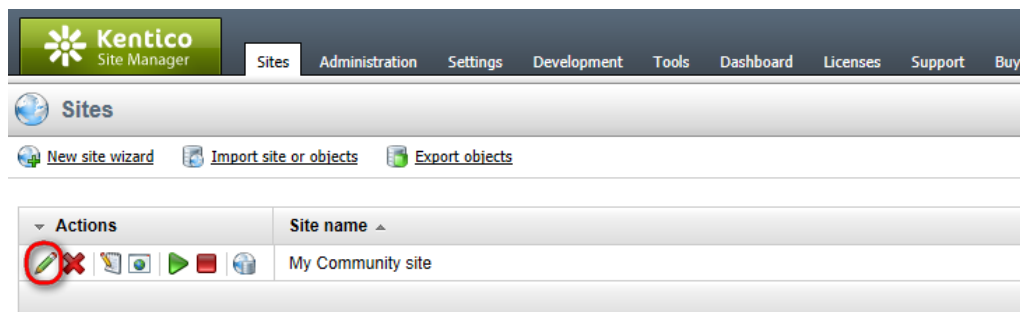 Kentico
Site Manager
Sites Administration Settings Development Tools Dashboard Licenses Support Buy
Sites
New site wizard Import site or objects Export objects
Actions Site name
My Community site